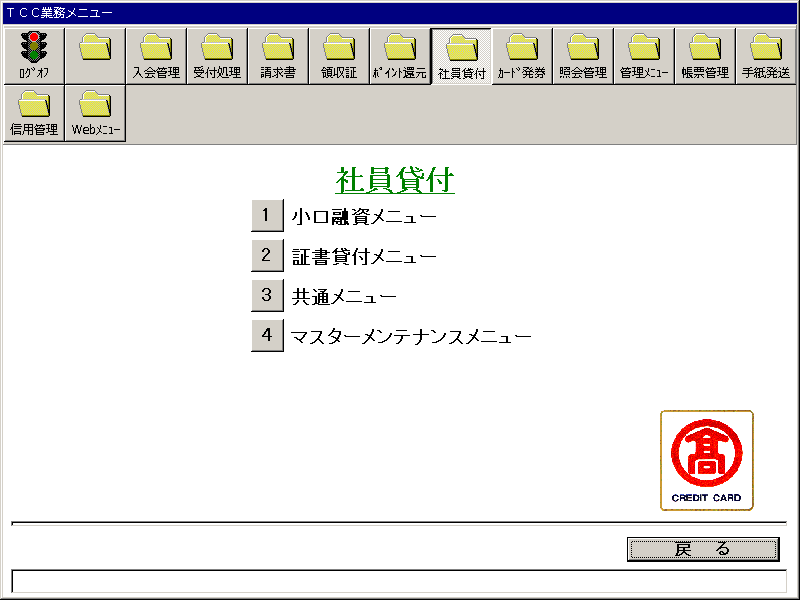 ＴＣＣ業務メニュー
ﾛｸﾞｵﾌ
入会管理
受付処理
請求書
領収証
ﾎﾟｲﾝﾄ還元
社員貸付
ｶｰﾄﾞ発券
照会管理
管理ﾒﾆｭｰ
帳票管理
手紙発送
信用管理
Webﾒﾆｭｰ
社員貸付
1 小口融資メニュー
2 証書貸付メニュー
3 共通メニュー
4 マスターメンテナンスメニュー
髙
CREDIT CARD
戻　る